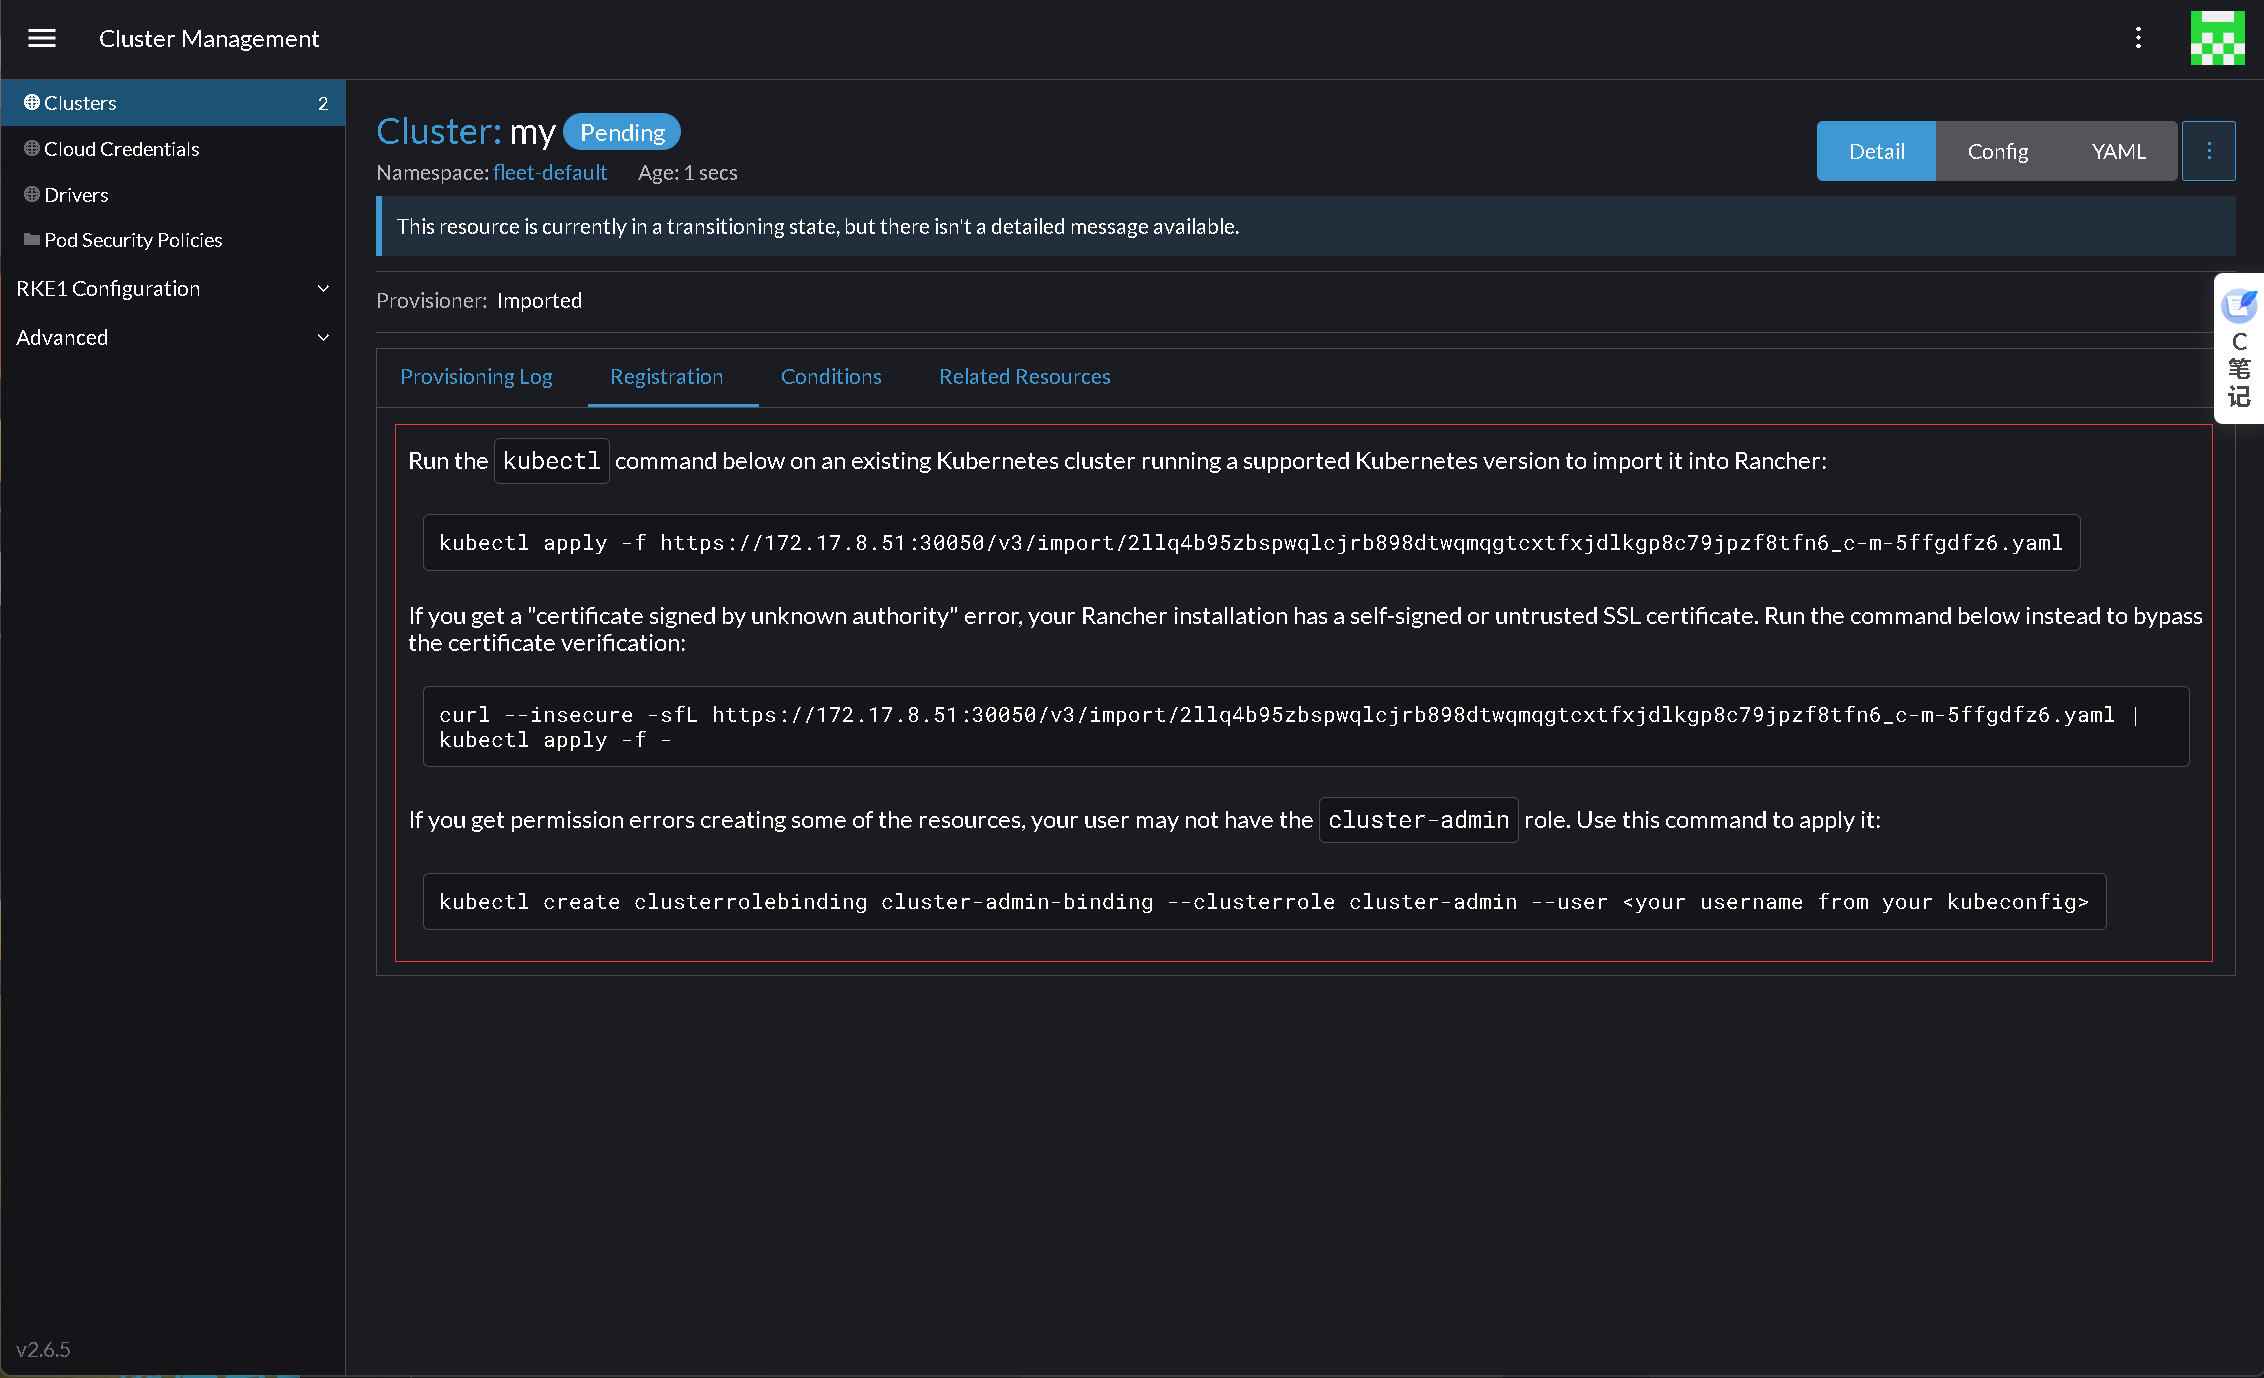 Cluster Management
Clusters 2
Cloud Credentials
Drivers
Pod Security Policies
RKE1 Configuration
Advanced
v2.6.5
Cluster: my Pending
Namespace: fleet-default Age: 1 secs
Detail Config YAML
This resource is currently in a transitioning state, but there isn't a detailed message available.
Provisioner: Imported
Provisioning Log Registration Conditions Related Resources
Run the kubectl command below on an existing Kubernetes cluster running a supported Kubernetes version to import it into Rancher:
kubectl apply -f https://172.17.8.51:30050/v3/import/2llq4b95zbspwqlcjrb898dtwqmqgtcxtfxjdlkgp8c79jpzf8tfn6_c-m-5ffgdfz6.yaml
If you get a "certificate signed by unknown authority" error, your Rancher installation has a self-signed or untrusted SSL certificate. Run the command below instead to bypass
the certificate verification:
curl --insecure -sfL https://172.17.8.51:30050/v3/import/2llq4b95zbspwqlcjrb898dtwqmqgtcxtfxjdlkgp8c79jpzf8tfn6_c-m-5ffgdfz6.yaml |
kubectl apply -f -
If you get permission errors creating some of the resources, your user may not have the cluster-admin role. Use this command to apply it:
kubectl create clusterrolebinding cluster-admin-binding --clusterrole cluster-admin --user <your username from your kubeconfig>
C
笔
记